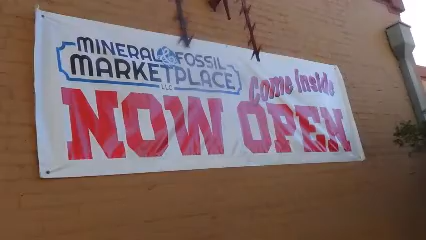 MINERAL & FOSSIL
MARKETPLACE
LLC
Come Inside
NOW OPEN